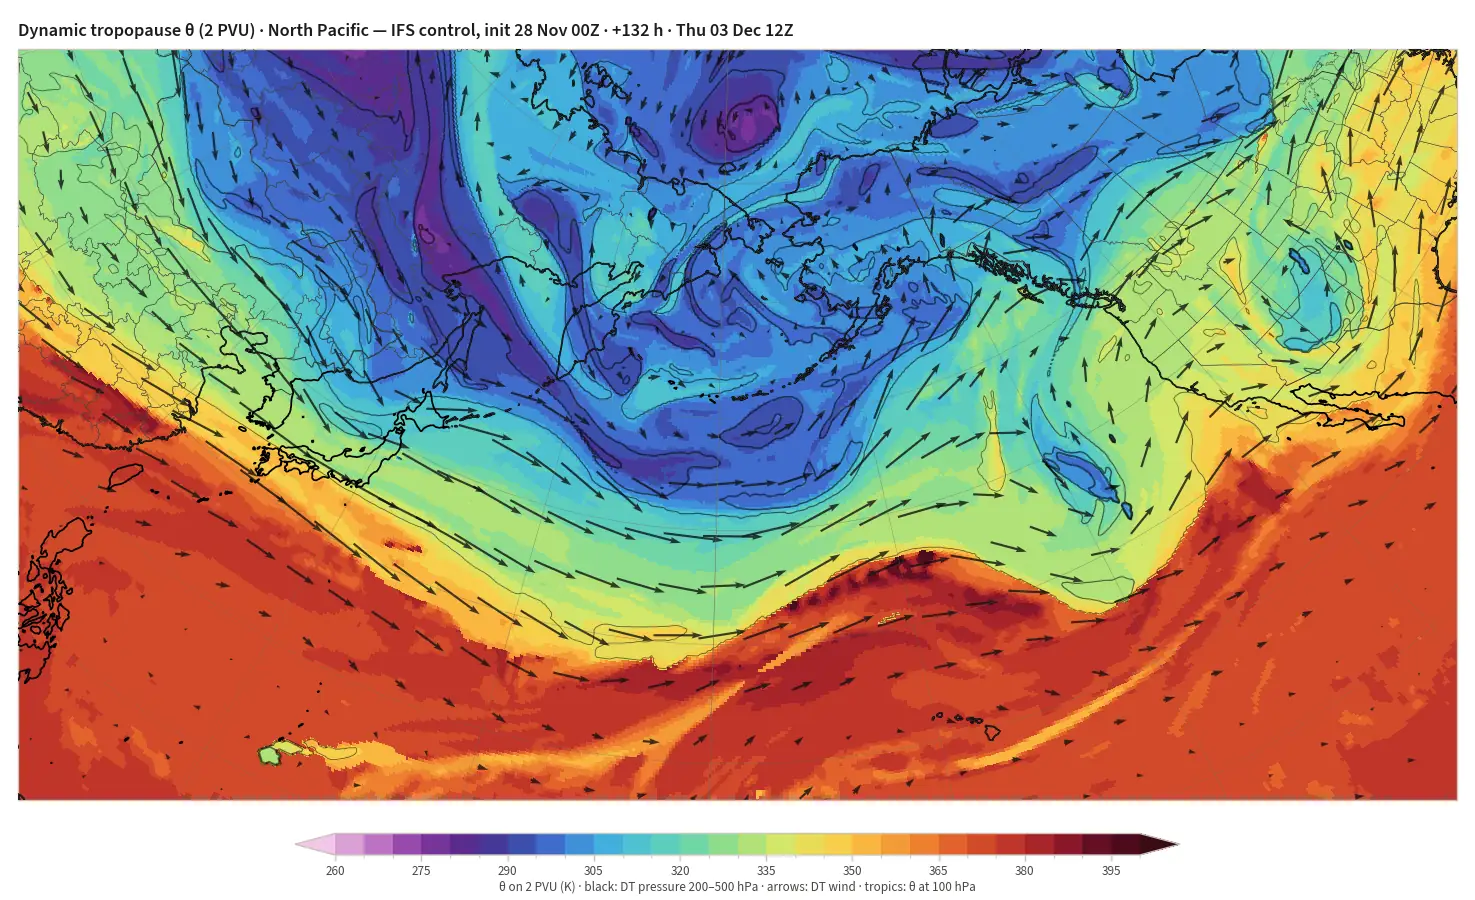 Dynamic tropopause θ (2 PVU) · North Pacific — IFS control, init 28 Nov 00Z · +132 h · Thu 03 Dec 12Z
260 275 290 305 320 335 350 365 380 395
θ on 2 PVU (K) · black: DT pressure 200–500 hPa · arrows: DT wind · tropics: θ at 100 hPa